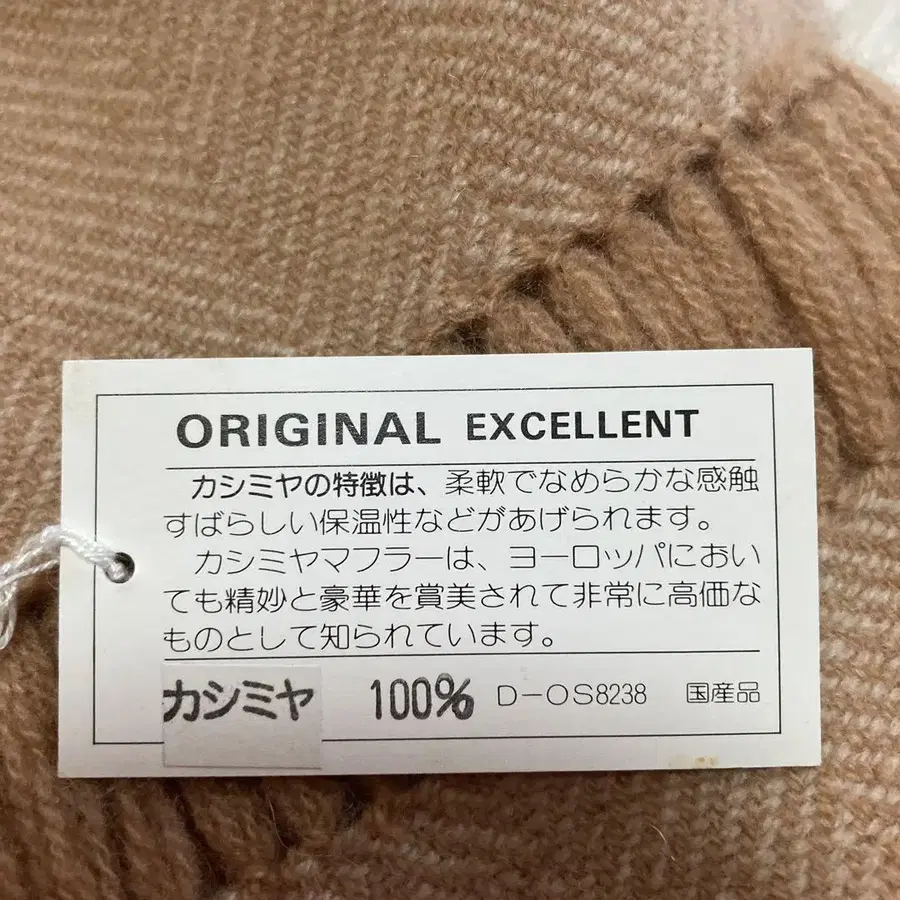 ORIGINAL EXCELLENT
カシミヤの特徴は、柔軟でなめらかな感触
すばらしい保温性などがあげられます。
カシミヤマフラーは、ヨーロッパにおい
ても精妙と豪華を賞美されて非常に高価な
ものとして知られています。
カシミヤ 100% D-OS8238 国産品